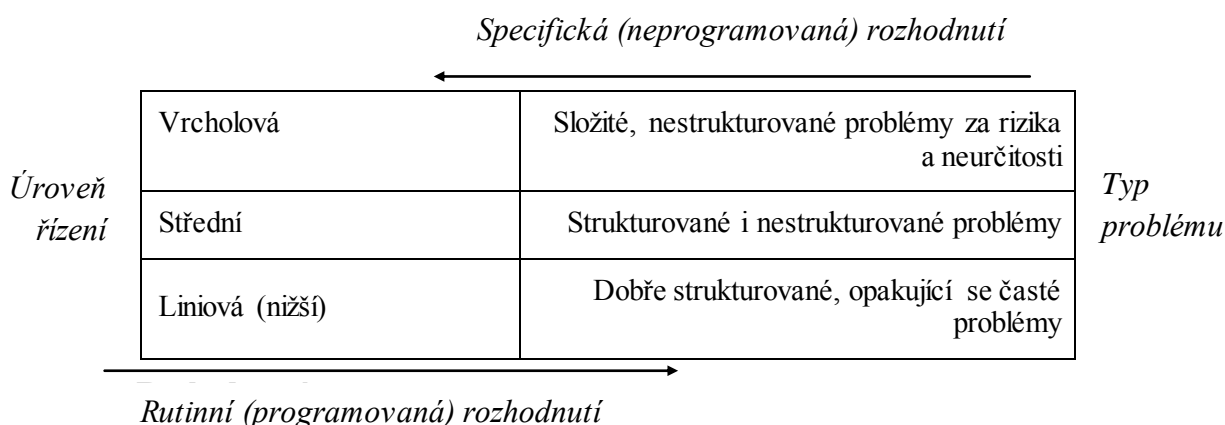 Specifická (neprogramovaná) rozhodnutí
Vrcholová
Složité, nestrukturované problémy za rizika
a neurčitosti
Úroveň
řízení
Střední
Strukturované i nestrukturované problémy
Typ
problému
Liniová (nižší)
Dobře strukturované, opakující se časté
problémy
Rutinní (programovaná) rozhodnutí